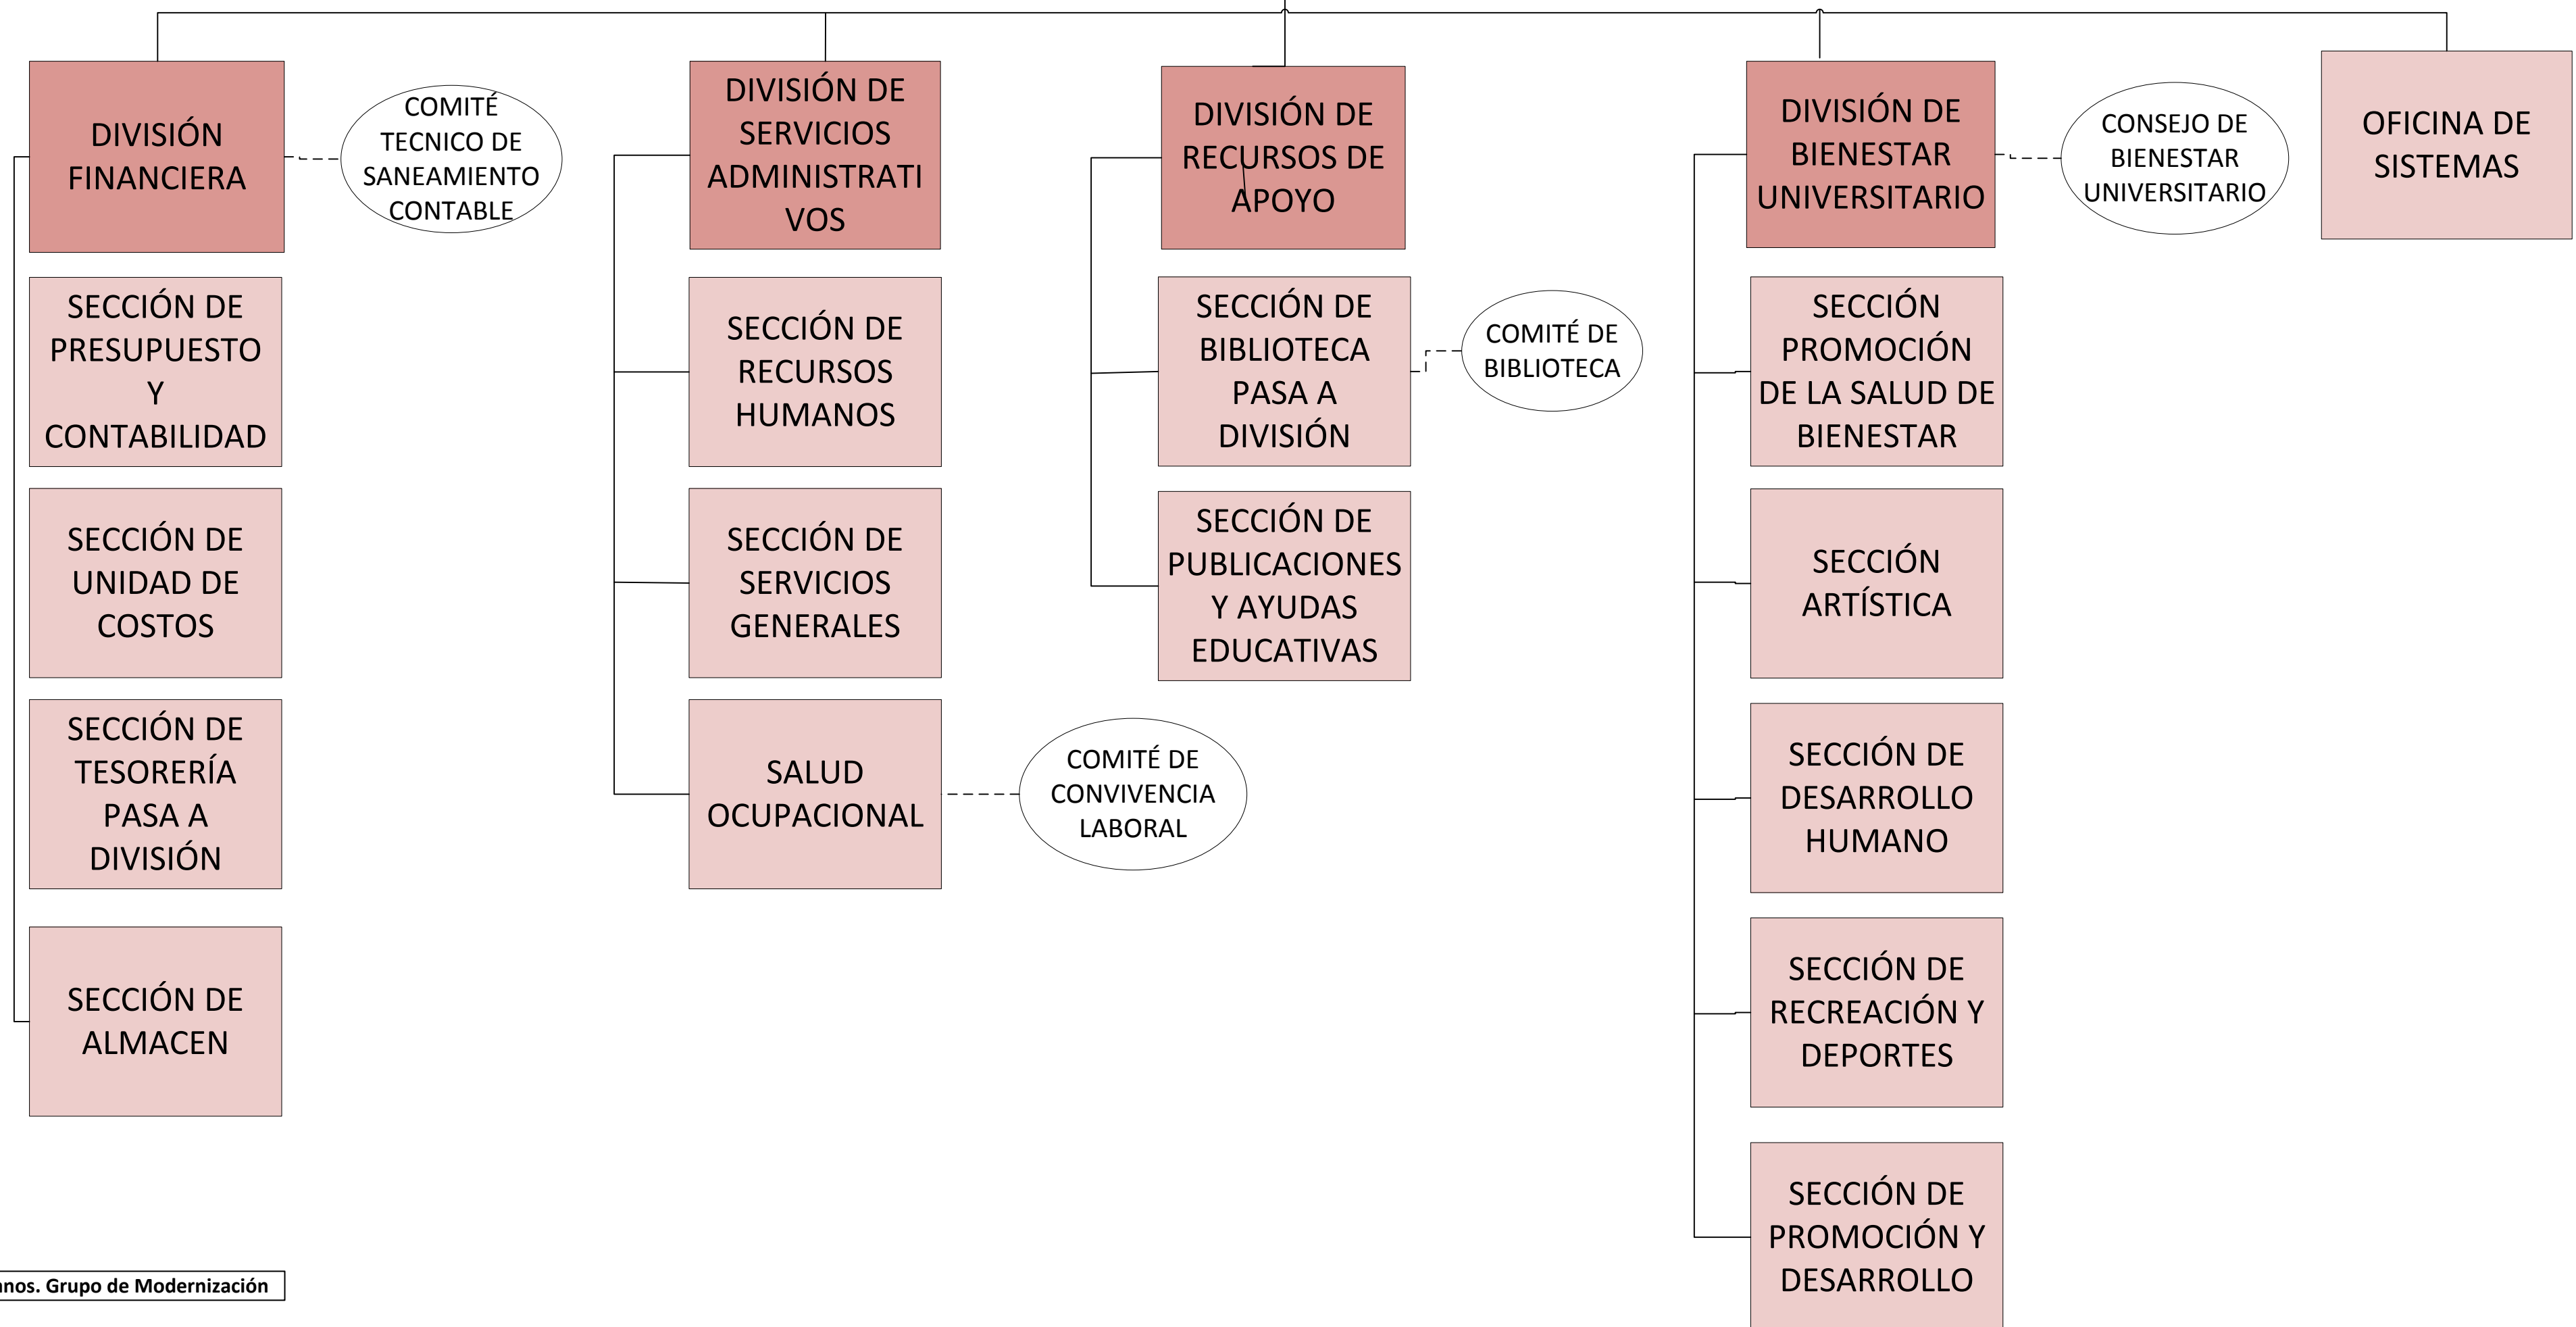 DIVISIÓN
FINANCIERA
COMITÉ
TECNICO DE
SANEAMIENTO
CONTABLE
DIVISIÓN DE
SERVICIOS
ADMINISTRATI
VOS
DIVISIÓN DE
RECURSOS DE
APOYO
DIVISIÓN DE
BIENESTAR
UNIVERSITARIO
CONSEJO DE
BIENESTAR
UNIVERSITARIO
OFICINA DE
SISTEMAS
SECCIÓN DE
PRESUPUESTO
Y
CONTABILIDAD
SECCIÓN DE
RECURSOS
HUMANOS
SECCIÓN DE
BIBLIOTECA
PASA A
DIVISIÓN
COMITÉ DE
BIBLIOTECA
SECCIÓN
PROMOCIÓN
DE LA SALUD DE
BIENESTAR
SECCIÓN DE
UNIDAD DE
COSTOS
SECCIÓN DE
SERVICIOS
GENERALES
SECCIÓN DE
PUBLICACIONES
Y AYUDAS
EDUCATIVAS
SECCIÓN
ARTÍSTICA
SECCIÓN DE
TESORERÍA
PASA A
DIVISIÓN
SALUD
OCUPACIONAL
COMITÉ DE
CONVIVENCIA
LABORAL
SECCIÓN DE
DESARROLLO
HUMANO
SECCIÓN DE
ALMACEN
SECCIÓN DE
RECREACIÓN Y
DEPORTES
SECCIÓN DE
PROMOCIÓN Y
DESARROLLO
nos. Grupo de Modernización